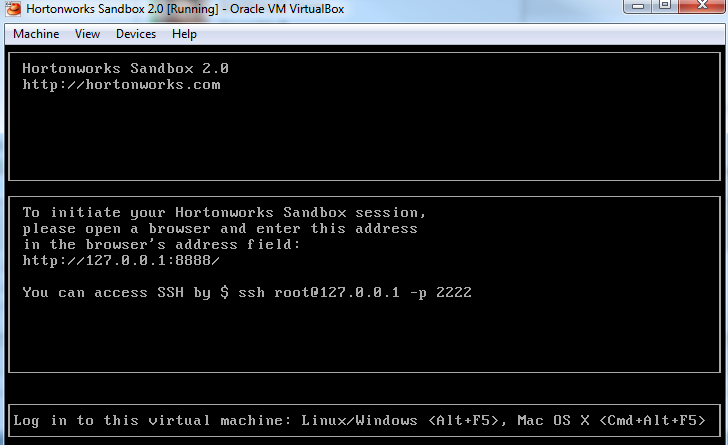 Hortonworks Sandbox 2.0 [Running] - Oracle VM VirtualBox
Machine View Devices Help
Hortonworks Sandbox 2.0
http://hortonworks.com
To initiate your Hortonworks Sandbox session,
please open a browser and enter this address
in the browser's address field:
http://127.0.0.1:8888/
You can access SSH by $ ssh root@127.0.0.1 -p 2222
Log in to this virtual machine: Linux/Windows <Alt+F5>, Mac OS X <Cmd+Alt+F5>